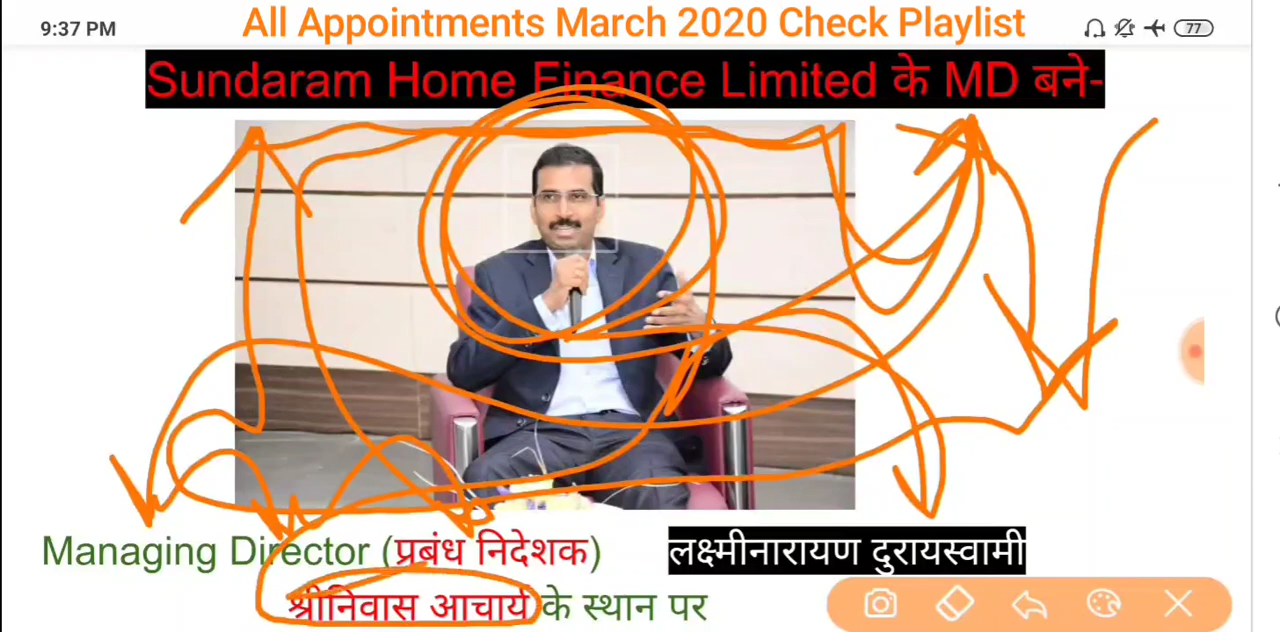 9:37 PM
All Appointments March 2020 Check Playlist
77
Sundaram Home Finance Limited के MD बने-
Managing Director (प्रबंध निदेशक) लक्ष्मीनारायण दुरायस्वामी
श्रीनिवास आचार्य के स्थान पर